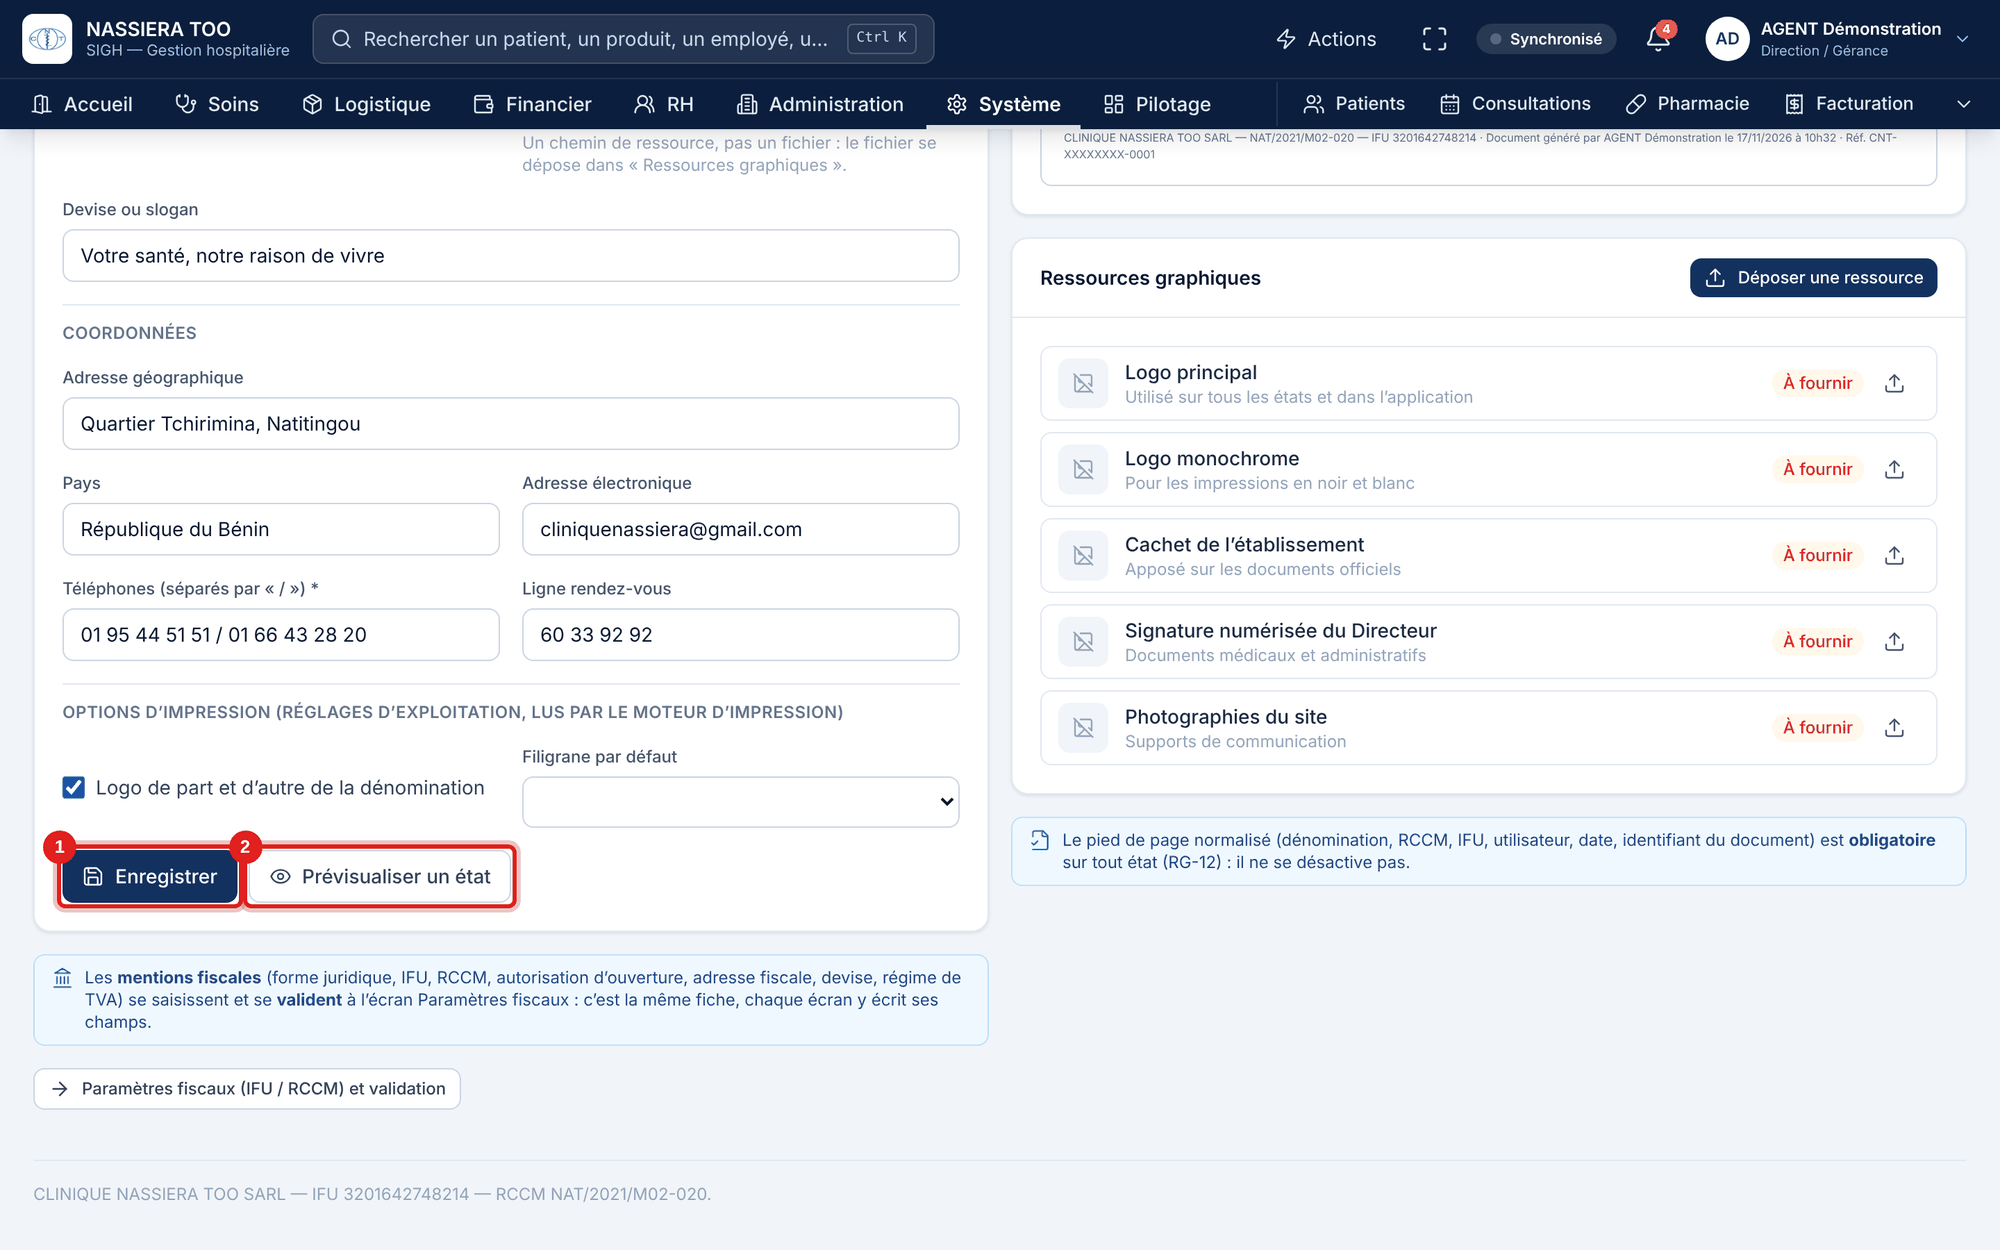 NASSIERA TOO
SIGH — Gestion hospitalière
Rechercher un patient, un produit, un employé, u...
Ctrl K
Actions
Synchronisé
4
AD
AGENT Démonstration
Direction / Gérance
Accueil
Soins
Logistique
Financier
RH
Administration
Système
Pilotage
Patients
Consultations
Pharmacie
Facturation
Un chemin de ressource, pas un fichier : le fichier se
dépose dans « Ressources graphiques ».
Devise ou slogan
Votre santé, notre raison de vivre
COORDONNÉES
Adresse géographique
Quartier Tchirimina, Natitingou
Pays
Adresse électronique
République du Bénin
cliniquenassiera@gmail.com
Téléphones (séparés par « / ») *
Ligne rendez-vous
01 95 44 51 51 / 01 66 43 28 20
60 33 92 92
OPTIONS D’IMPRESSION (RÉGLAGES D’EXPLOITATION, LUS PAR LE MOTEUR D’IMPRESSION)
Filigrane par défaut
Logo de part et d’autre de la dénomination
1
2
Enregistrer
Prévisualiser un état
Les mentions fiscales (forme juridique, IFU, RCCM, autorisation d’ouverture, adresse fiscale, devise, régime de
TVA) se saisissent et se valident à l’écran Paramètres fiscaux : c’est la même fiche, chaque écran y écrit ses
champs.
Paramètres fiscaux (IFU / RCCM) et validation
CLINIQUE NASSIERA TOO SARL — NAT/2021/M02-020 — IFU 3201642748214 · Document généré par AGENT Démonstration le 17/11/2026 à 10h32 · Réf. CNT-
XXXXXXXX-0001
Ressources graphiques
Déposer une ressource
Logo principal
Utilisé sur tous les états et dans l’application
À fournir
Logo monochrome
Pour les impressions en noir et blanc
À fournir
Cachet de l’établissement
Apposé sur les documents officiels
À fournir
Signature numérisée du Directeur
Documents médicaux et administratifs
À fournir
Photographies du site
Supports de communication
À fournir
Le pied de page normalisé (dénomination, RCCM, IFU, utilisateur, date, identifiant du document) est obligatoire
sur tout état (RG-12) : il ne se désactive pas.
CLINIQUE NASSIERA TOO SARL — IFU 3201642748214 — RCCM NAT/2021/M02-020.